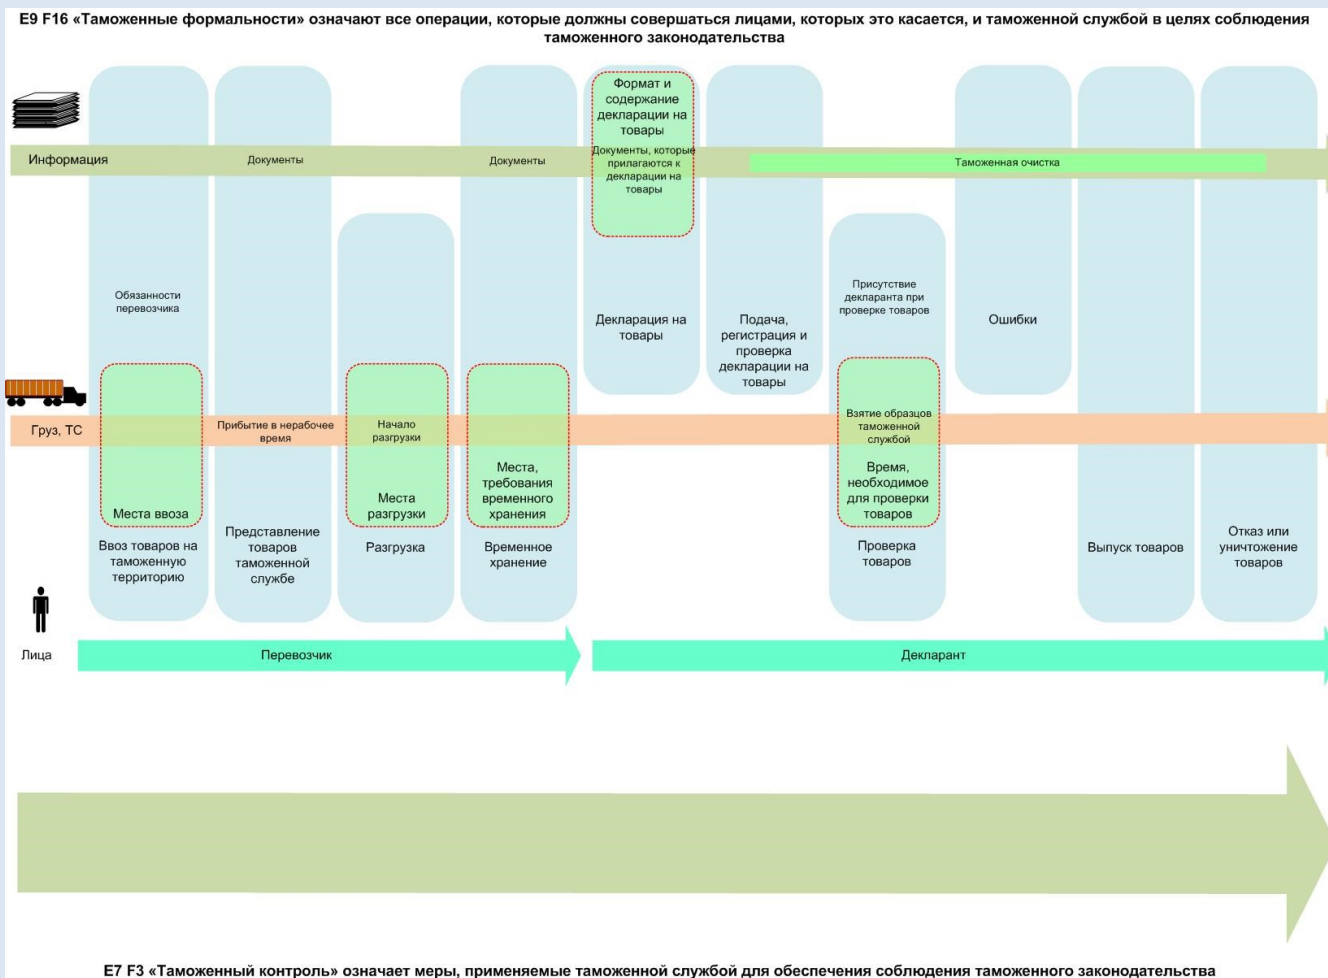 E9 F16 «Таможенные формальности» означают все операции, которые должны совершаться лицами, которых это касается, и таможенной службой в целях соблюдения
таможенного законодательства
Формат и
содержание
декларации на
товары
Информация
Документы
Документы
Документы, которые
прилагаются к
декларации на
товары
Таможенная очистка
Обязанности
перевозчика
Декларация на
товары
Подача,
регистрация и
проверка
декларации на
товары
Присутствие
декларанта при
проверке товаров
Ошибки
Груз, ТС
Прибытие в нерабочее
время
Начало
разгрузки
Взятие образцов
таможенной
службой
Места ввоза
Места
разгрузки
Места,
требования
временного
хранения
Время,
необходимое
для проверки
товаров
Ввоз товаров на
таможенную
территорию
Представление
товаров
таможенной
службе
Разгрузка
Временное
хранение
Проверка
товаров
Выпуск товаров
Отказ или
уничтожение
товаров
Лица
Перевозчик
Декларант
E7 F3 «Таможенный контроль» означает меры, применяемые таможенной службой для обеспечения соблюдения таможенного законодательства